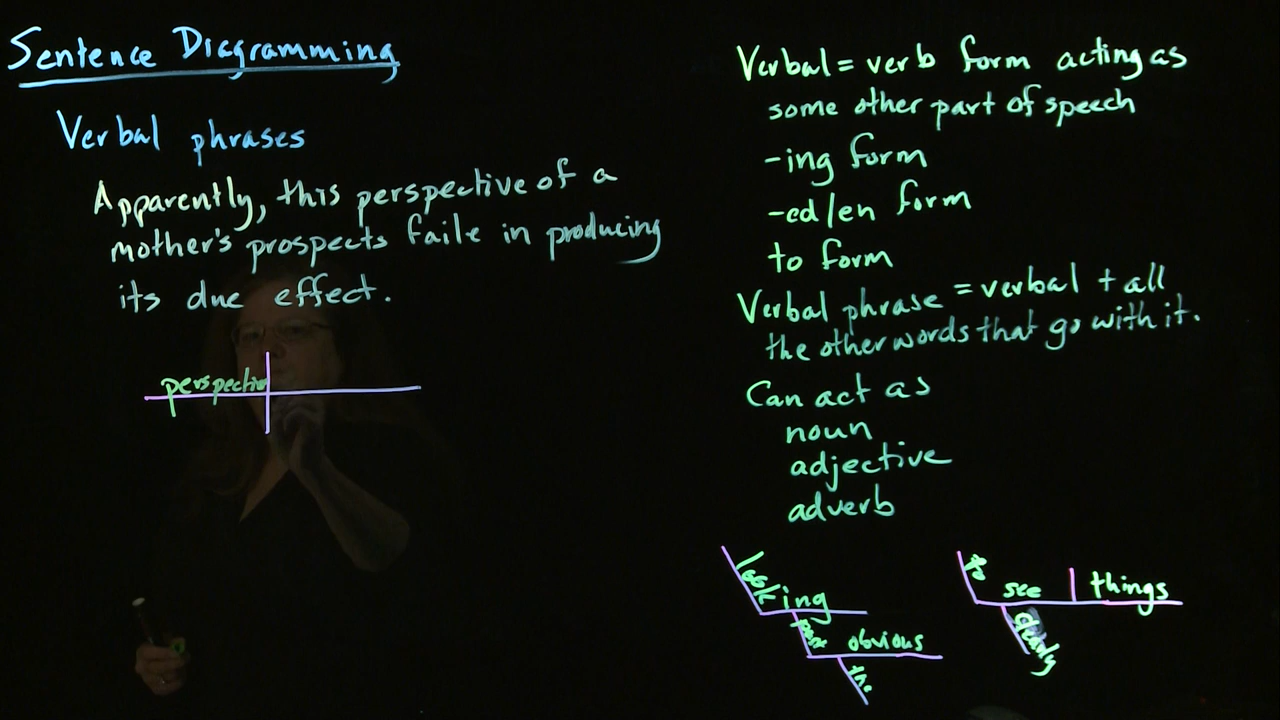 Sentence Diagramming
Verbal phrases
Apparently, this perspective of a
mother's prospects faile in producing
its due effect.
perspective
Verbal = verb form acting as
some other part of speech
-ing form
-ed/en form
to form
Verbal phrase = verbal + all
the other words that go with it.
Can act as
noun
adjective
adverb
looking
past obvious
the
to see things
clearly